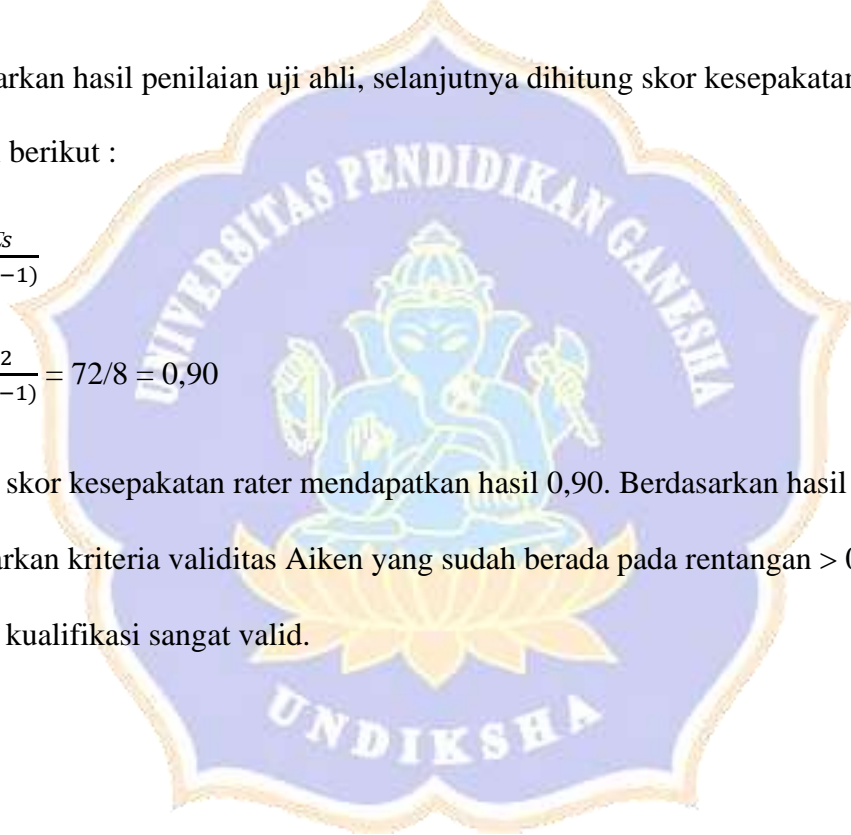 arkan hasil penilaian uji ahli, selanjutnya dihitung skor kesepakatan
berikut :
Σs
−1)
2
−1) = 72/8 = 0,90
skor kesepakatan rater mendapatkan hasil 0,90. Berdasarkan hasil
arkan kriteria validitas Aiken yang sudah berada pada rentangan > 0
kualifikasi sangat valid.
UNIVERSITAS PENDIDIKAN GANESHA
UNDIKSHA